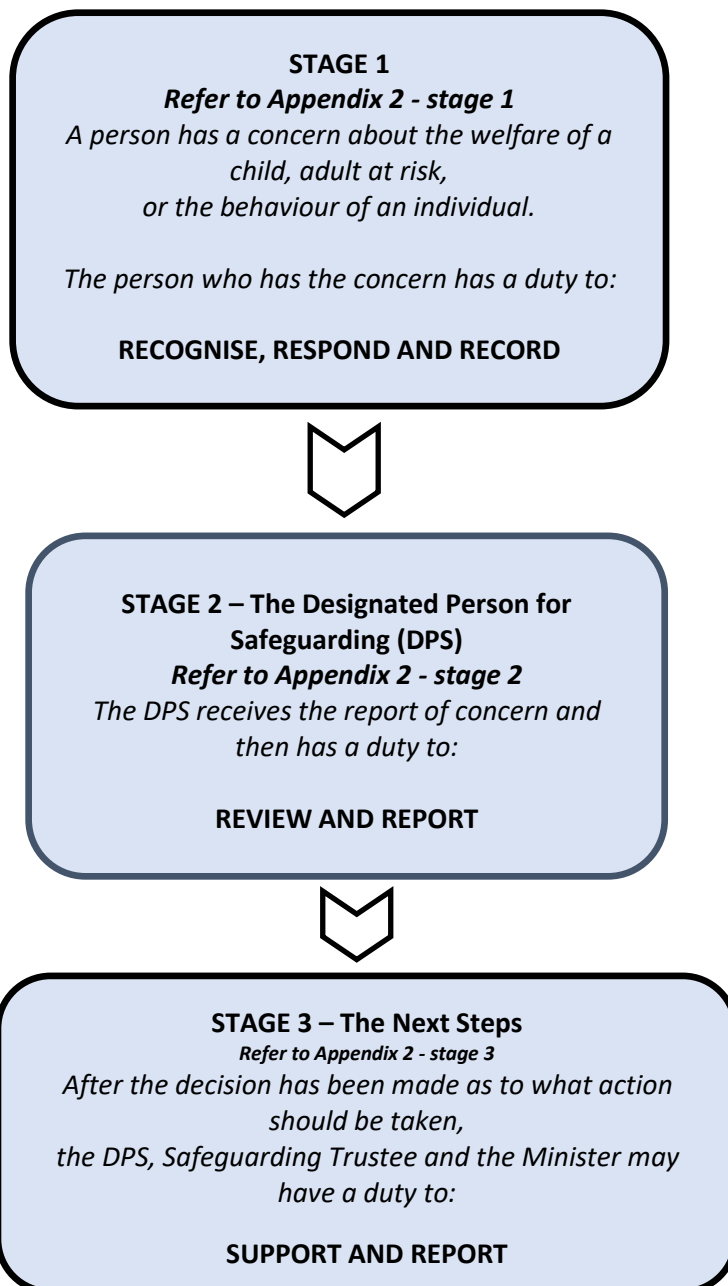 STAGE 1
Refer to Appendix 2 - stage 1
A person has a concern about the welfare of a
child, adult at risk,
or the behaviour of an individual.
The person who has the concern has a duty to:
RECOGNISE, RESPOND AND RECORD
STAGE 2 – The Designated Person for
Safeguarding (DPS)
Refer to Appendix 2 - stage 2
The DPS receives the report of concern and
then has a duty to:
REVIEW AND REPORT
STAGE 3 – The Next Steps
Refer to Appendix 2 - stage 3
After the decision has been made as to what action
should be taken,
the DPS, Safeguarding Trustee and the Minister may
have a duty to:
SUPPORT AND REPORT